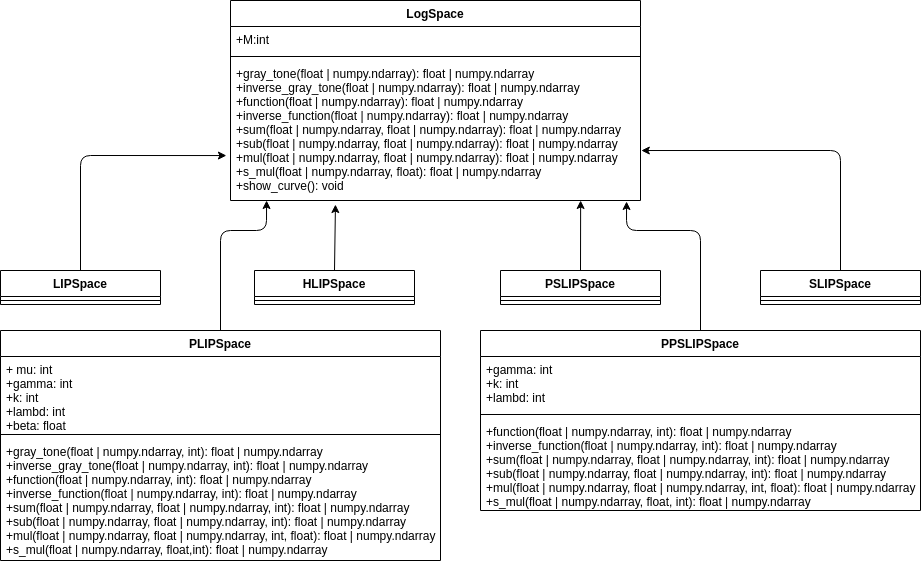 LogSpace
+M:int
+gray_tone(float | numpy.ndarray): float | numpy.ndarray
+inverse_gray_tone(float | numpy.ndarray): float | numpy.ndarray
+function(float | numpy.ndarray): float | numpy.ndarray
+inverse_function(float | numpy.ndarray): float | numpy.ndarray
+sum(float | numpy.ndarray, float | numpy.ndarray): float | numpy.ndarray
+sub(float | numpy.ndarray, float | numpy.ndarray): float | numpy.ndarray
+mul(float | numpy.ndarray, float | numpy.ndarray): float | numpy.ndarray
+s_mul(float | numpy.ndarray, float): float | numpy.ndarray
+show_curve(): void
LIPSpace
HLIPSpace
PSLIPSpace
SLIPSpace
PLIPSpace
+ mu: int
+gamma: int
+k: int
+lambd: int
+beta: float
+gray_tone(float | numpy.ndarray, int): float | numpy.ndarray
+inverse_gray_tone(float | numpy.ndarray, int): float | numpy.ndarray
+function(float | numpy.ndarray, int): float | numpy.ndarray
+inverse_function(float | numpy.ndarray, int): float | numpy.ndarray
+sum(float | numpy.ndarray, float | numpy.ndarray, int): float | numpy.ndarray
+sub(float | numpy.ndarray, float | numpy.ndarray, int): float | numpy.ndarray
+mul(float | numpy.ndarray, float | numpy.ndarray, int, float): float | numpy.ndarray
+s_mul(float | numpy.ndarray, float,int): float | numpy.ndarray
PPSLIPSpace
+gamma: int
+k: int
+lambd: int
+function(float | numpy.ndarray, int): float | numpy.ndarray
+inverse_function(float | numpy.ndarray, int): float | numpy.ndarray
+sum(float | numpy.ndarray, float | numpy.ndarray, int): float | numpy.ndarray
+sub(float | numpy.ndarray, float | numpy.ndarray, int): float | numpy.ndarray
+mul(float | numpy.ndarray, float | numpy.ndarray, int, float): float | numpy.ndarray
+s_mul(float | numpy.ndarray, float, int): float | numpy.ndarray